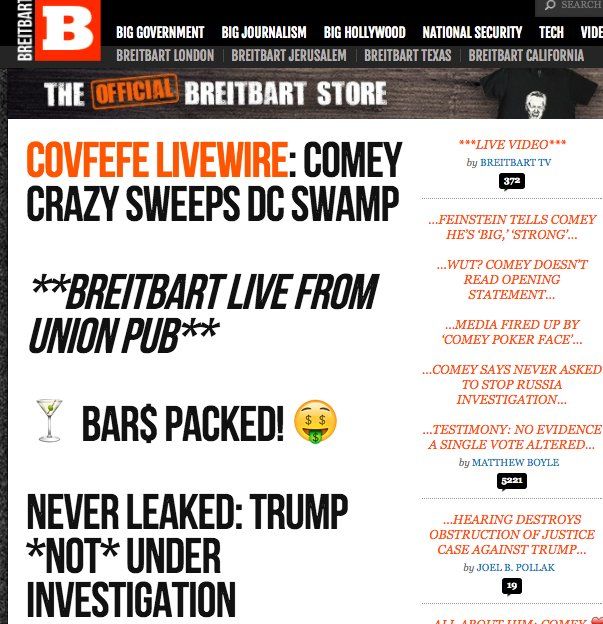 BREITBART
B
SEARCH
BIG GOVERNMENT BIG JOURNALISM BIG HOLLYWOOD NATIONAL SECURITY TECH VIDE
BREITBART LONDON BREITBART JERUSALEM BREITBART TEXAS BREITBART CALIFORNIA
THE OFFICIAL BREITBART STORE
COVFEFE LIVEWIRE: COMEY
CRAZY SWEEPS DC SWAMP
**BREITBART LIVE FROM
UNION PUB**
🍸 BAR$ PACKED! 🤑
NEVER LEAKED: TRUMP
*NOT* UNDER
INVESTIGATION
***LIVE VIDEO***
by BREITBART TV
372
...FEINSTEIN TELLS COMEY
HE'S 'BIG,' 'STRONG'...
...WUT? COMEY DOESN'T
READ OPENING
STATEMENT...
...MEDIA FIRED UP BY
'COMEY POKER FACE'...
...COMEY SAYS NEVER ASKED
TO STOP RUSSIA
INVESTIGATION...
...TESTIMONY: NO EVIDENCE
A SINGLE VOTE ALTERED...
by MATTHEW BOYLE
5221
...HEARING DESTROYS
OBSTRUCTION OF JUSTICE
CASE AGAINST TRUMP...
by JOEL B. POLLAK
19
...ALL ABOUT HIM: COMEY